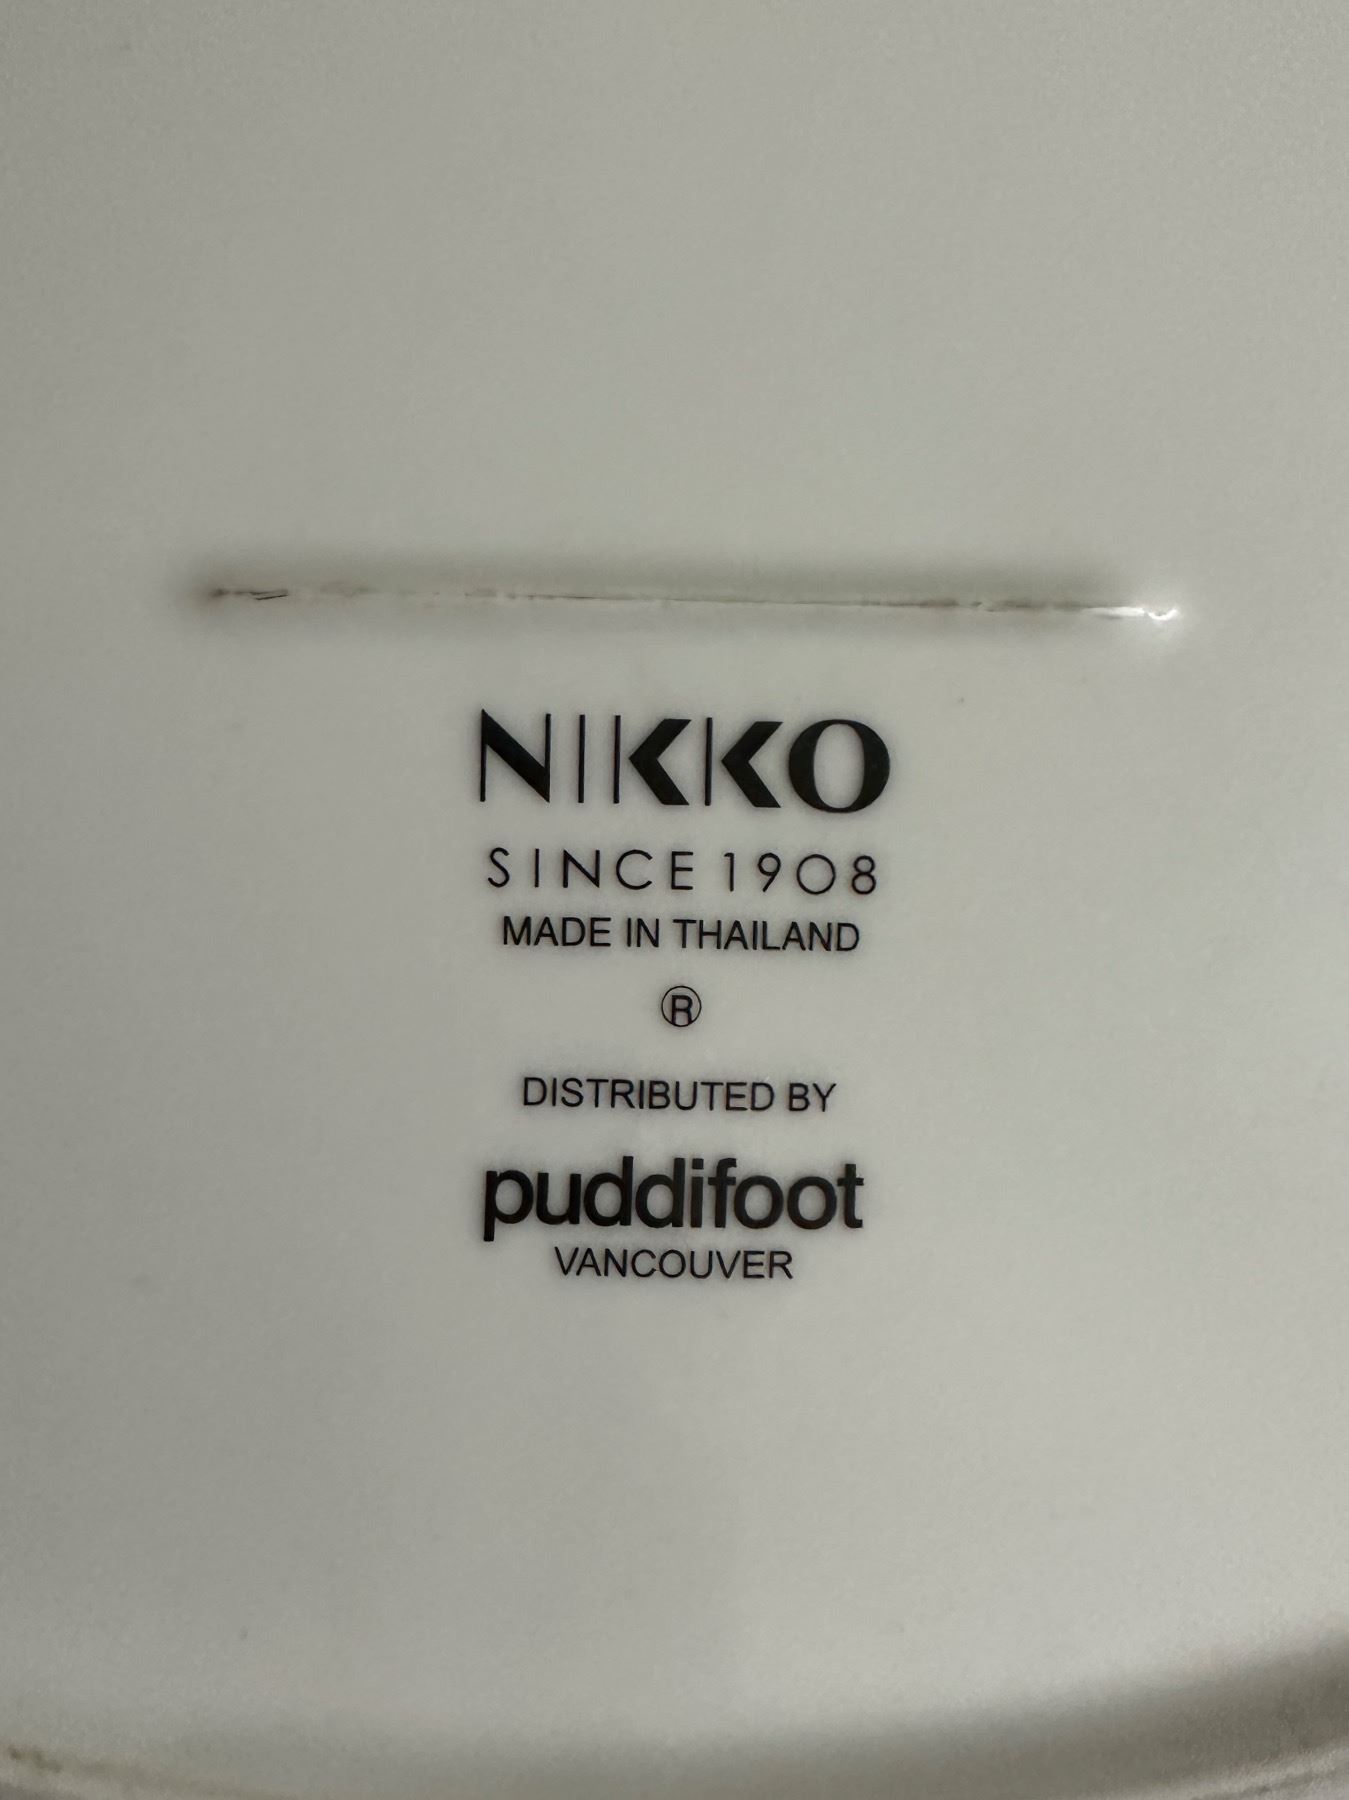 NIKKO
SINCE 1908
MADE IN THAILAND
®
DISTRIBUTED BY
puddifoot
VANCOUVER